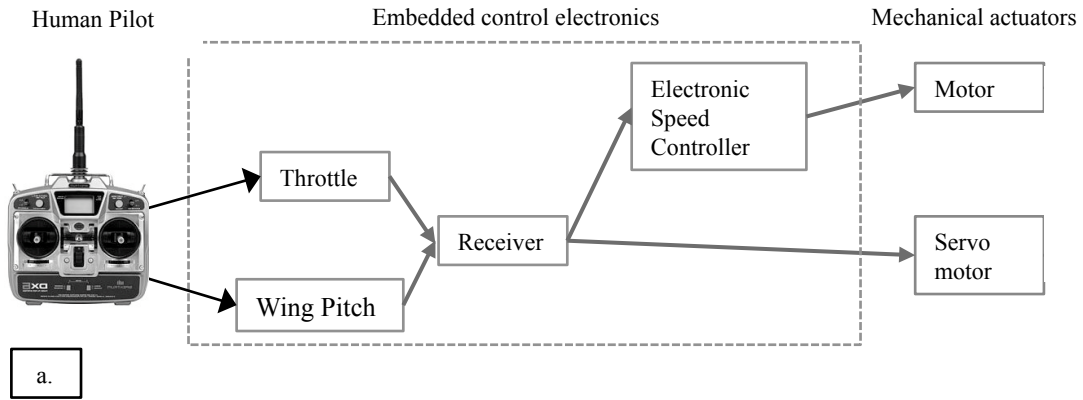 Human Pilot
Embedded control electronics
Mechanical actuators
Electronic
Speed
Controller
Motor
Throttle
Receiver
Servo
motor
Wing Pitch
a.